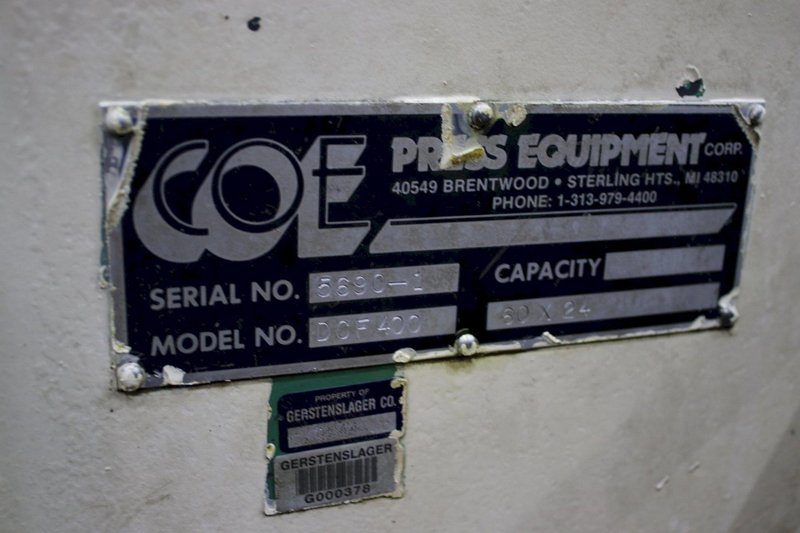 COE
PRESS EQUIPMENT CORP.
40549 BRENTWOOD • STERLING HTS., MI 48310
PHONE: 1-313-979-4400
SERIAL NO. 5690-1
CAPACITY
MODEL NO. DCF400
60 X 24
PROPERTY OF
GERSTENSLAGER CO.
GERSTENSLAGER
G000378